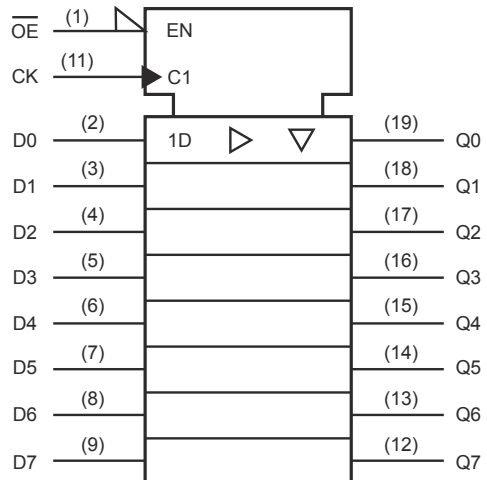 O̅E̅ (1) EN
CK (11) C1
D0 (2) 1D (19) Q0
D1 (3) (18) Q1
D2 (4) (17) Q2
D3 (5) (16) Q3
D4 (6) (15) Q4
D5 (7) (14) Q5
D6 (8) (13) Q6
D7 (9) (12) Q7